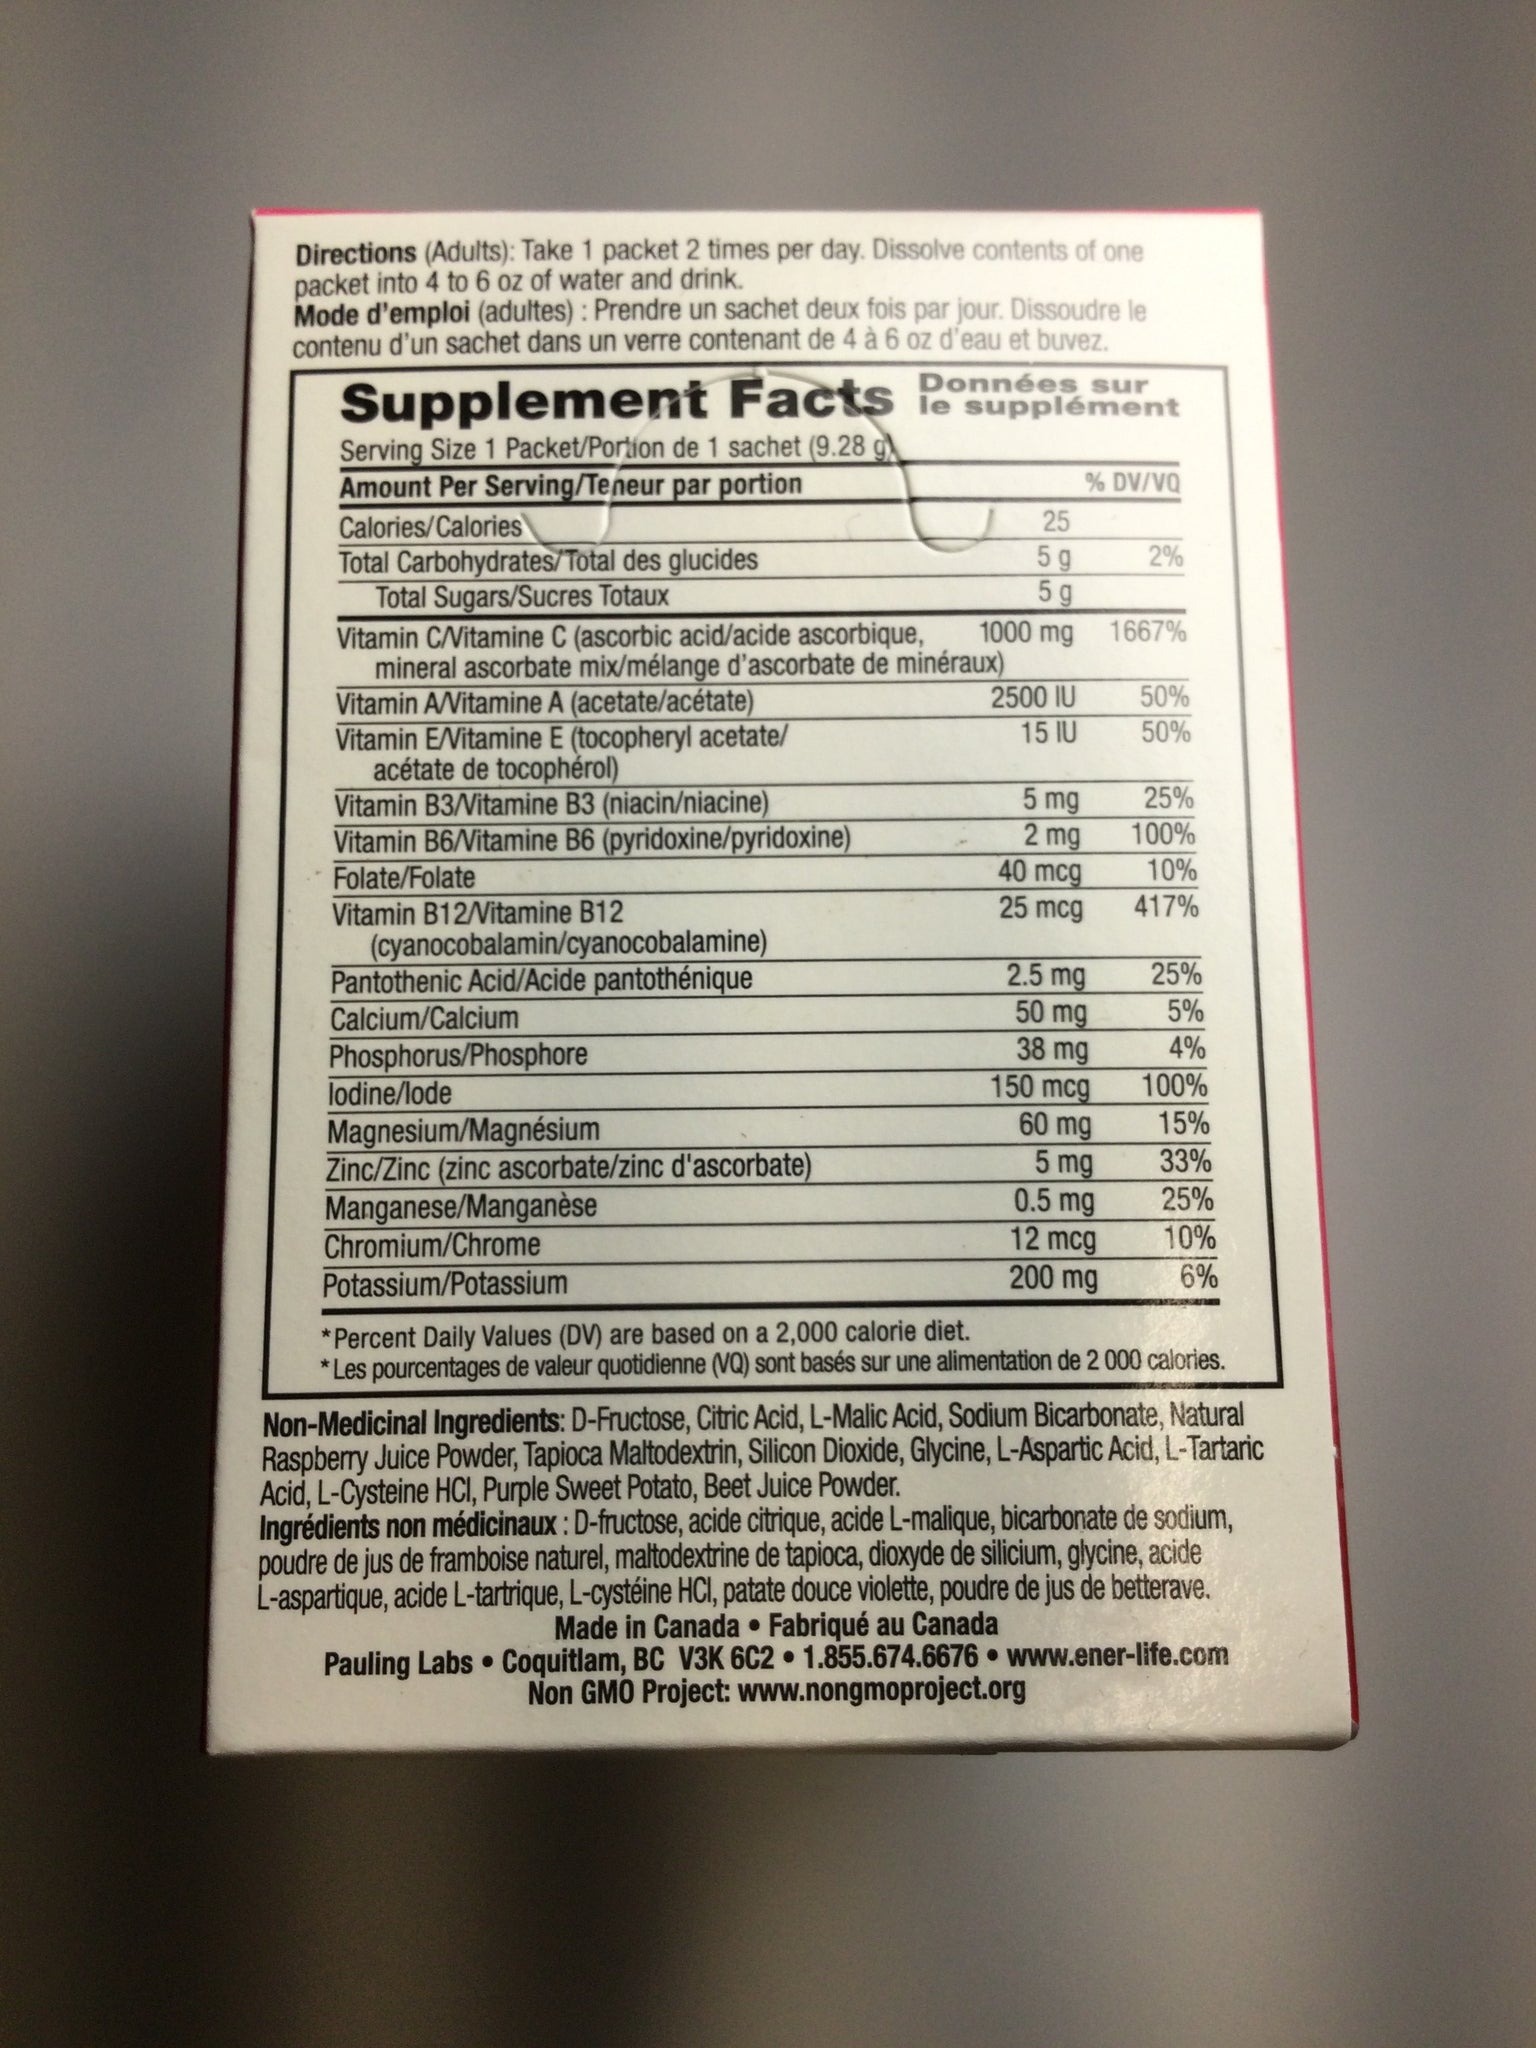 Directions (Adults): Take 1 packet 2 times per day. Dissolve contents of one
packet into 4 to 6 oz of water and drink.
Mode d'emploi (adultes) : Prendre un sachet deux fois par jour. Dissoudre le
contenu d'un sachet dans un verre contenant de 4 à 6 oz d'eau et buvez.
Supplement Facts Données sur le supplément
Serving Size 1 Packet/Portion de 1 sachet (9.28 g)
Amount Per Serving/Teneur par portion % DV/VQ
Calories/Calories 25
Total Carbohydrates/Total des glucides 5 g 2%
Total Sugars/Sucres Totaux 5 g
Vitamin C/Vitamine C (ascorbic acid/acide ascorbique, 1000 mg 1667%
mineral ascorbate mix/mélange d'ascorbate de minéraux)
Vitamin A/Vitamine A (acetate/acétate) 2500 IU 50%
Vitamin E/Vitamine E (tocopheryl acetate/ 15 IU 50%
acétate de tocophérol)
Vitamin B3/Vitamine B3 (niacin/niacine) 5 mg 25%
Vitamin B6/Vitamine B6 (pyridoxine/pyridoxine) 2 mg 100%
Folate/Folate 40 mcg 10%
Vitamin B12/Vitamine B12 25 mcg 417%
(cyanocobalamin/cyanocobalamine)
Pantothenic Acid/Acide pantothénique 2.5 mg 25%
Calcium/Calcium 50 mg 5%
Phosphorus/Phosphore 38 mg 4%
Iodine/Iode 150 mcg 100%
Magnesium/Magnésium 60 mg 15%
Zinc/Zinc (zinc ascorbate/zinc d'ascorbate) 5 mg 33%
Manganese/Manganèse 0.5 mg 25%
Chromium/Chrome 12 mcg 10%
Potassium/Potassium 200 mg 6%
*Percent Daily Values (DV) are based on a 2,000 calorie diet.
*Les pourcentages de valeur quotidienne (VQ) sont basés sur une alimentation de 2 000 calories.
Non-Medicinal Ingredients: D-Fructose, Citric Acid, L-Malic Acid, Sodium Bicarbonate, Natural
Raspberry Juice Powder, Tapioca Maltodextrin, Silicon Dioxide, Glycine, L-Aspartic Acid, L-Tartaric
Acid, L-Cysteine HCl, Purple Sweet Potato, Beet Juice Powder.
Ingrédients non médicinaux : D-fructose, acide citrique, acide L-malique, bicarbonate de sodium,
poudre de jus de framboise naturel, maltodextrine de tapioca, dioxyde de silicium, glycine, acide
L-aspartique, acide L-tartrique, L-cystéine HCl, patate douce violette, poudre de jus de betterave.
Made in Canada • Fabriqué au Canada
Pauling Labs • Coquitlam, BC V3K 6C2 • 1.855.674.6676 • www.ener-life.com
Non GMO Project: www.nongmoproject.org